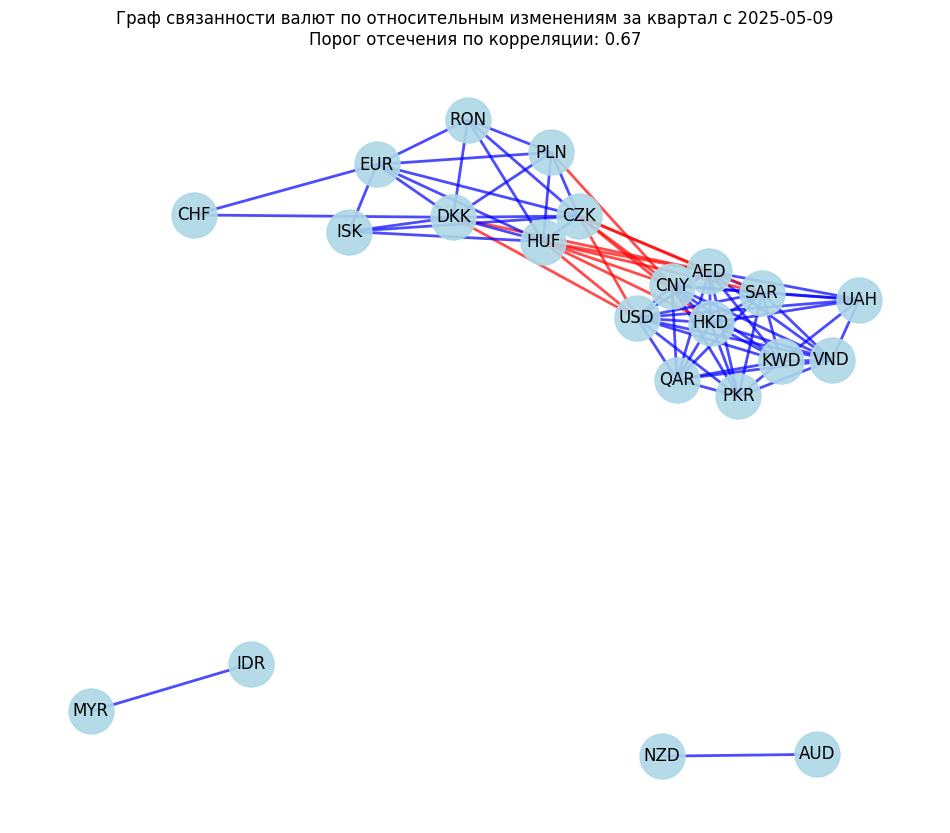 Граф связанности валют по относительным изменениям за квартал с 2025-05-09
Порог отсечения по корреляции: 0.67
RON
PLN
EUR
CHF
DKK
CZK
ISK
HUF
AED
CNY
SAR
UAH
USD
HKD
KWD
VND
QAR
PKR
IDR
MYR
NZD
AUD